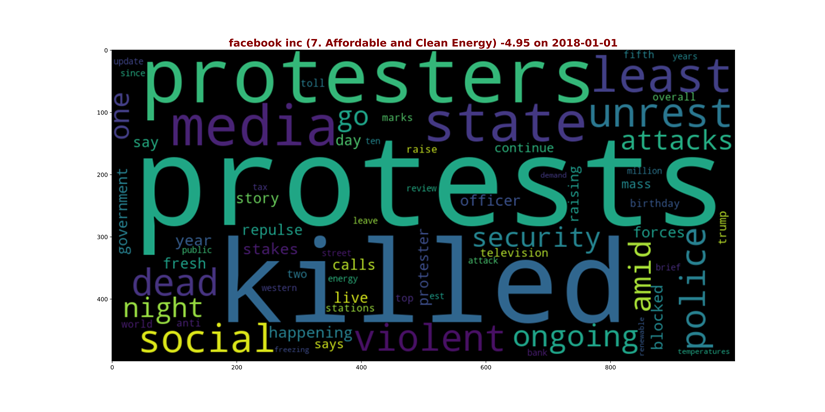 facebook inc (7. Affordable and Clean Energy) -4.95 on 2018-01-01
0
100
200
300
400
0 200 400 600 800
update
since
protesters
toll
least
fifth years
overall
one
media
go
marks
state
unrest
say
day ten
raise
continue
attacks
government
protests
tax
story
review
leave
officer
demand
raising
million
mass
birthday
trump
repulse
year
public
stakes
street
fresh
calls
killed
protester
security
television
attack
forces
amid
brief
police
dead
two
energy
western
live
stations
top
est
night
world anti
social
happening
freezing
says
violent
ongoing
bank
renewable
blocked
temperatures